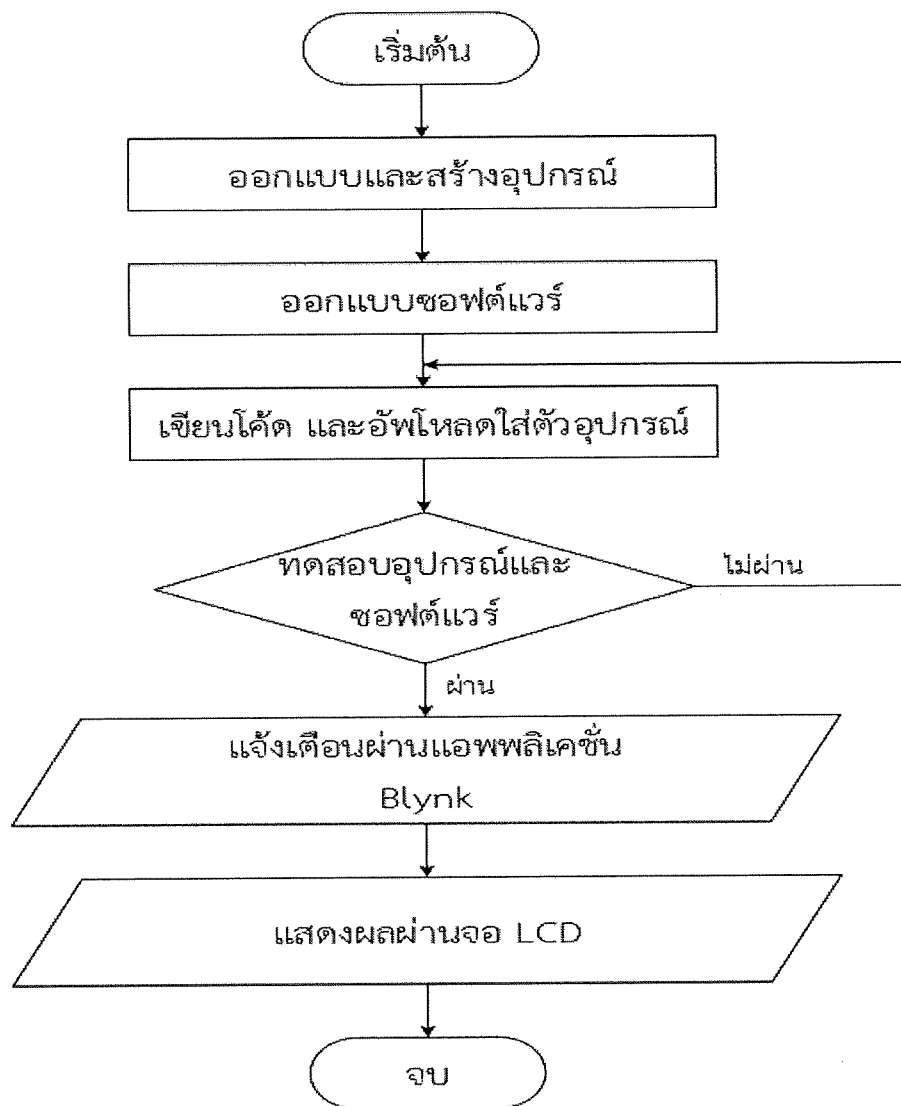 เริ่มต้น
ออกแบบและสร้างอุปกรณ์
ออกแบบซอฟต์แวร์
เขียนโค้ด และอัพโหลดใส่ตัวอุปกรณ์
ทดสอบอุปกรณ์และ
ซอฟต์แวร์
ไม่ผ่าน
ผ่าน
แจ้งเตือนผ่านแอพพลิเคชั่น
Blynk
แสดงผลผ่านจอ LCD
จบ